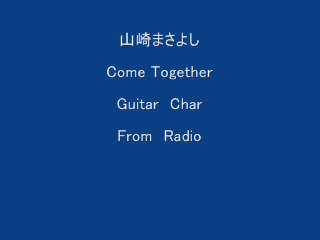 山崎まさよし
Come Together
Guitar　Char
From　Radio